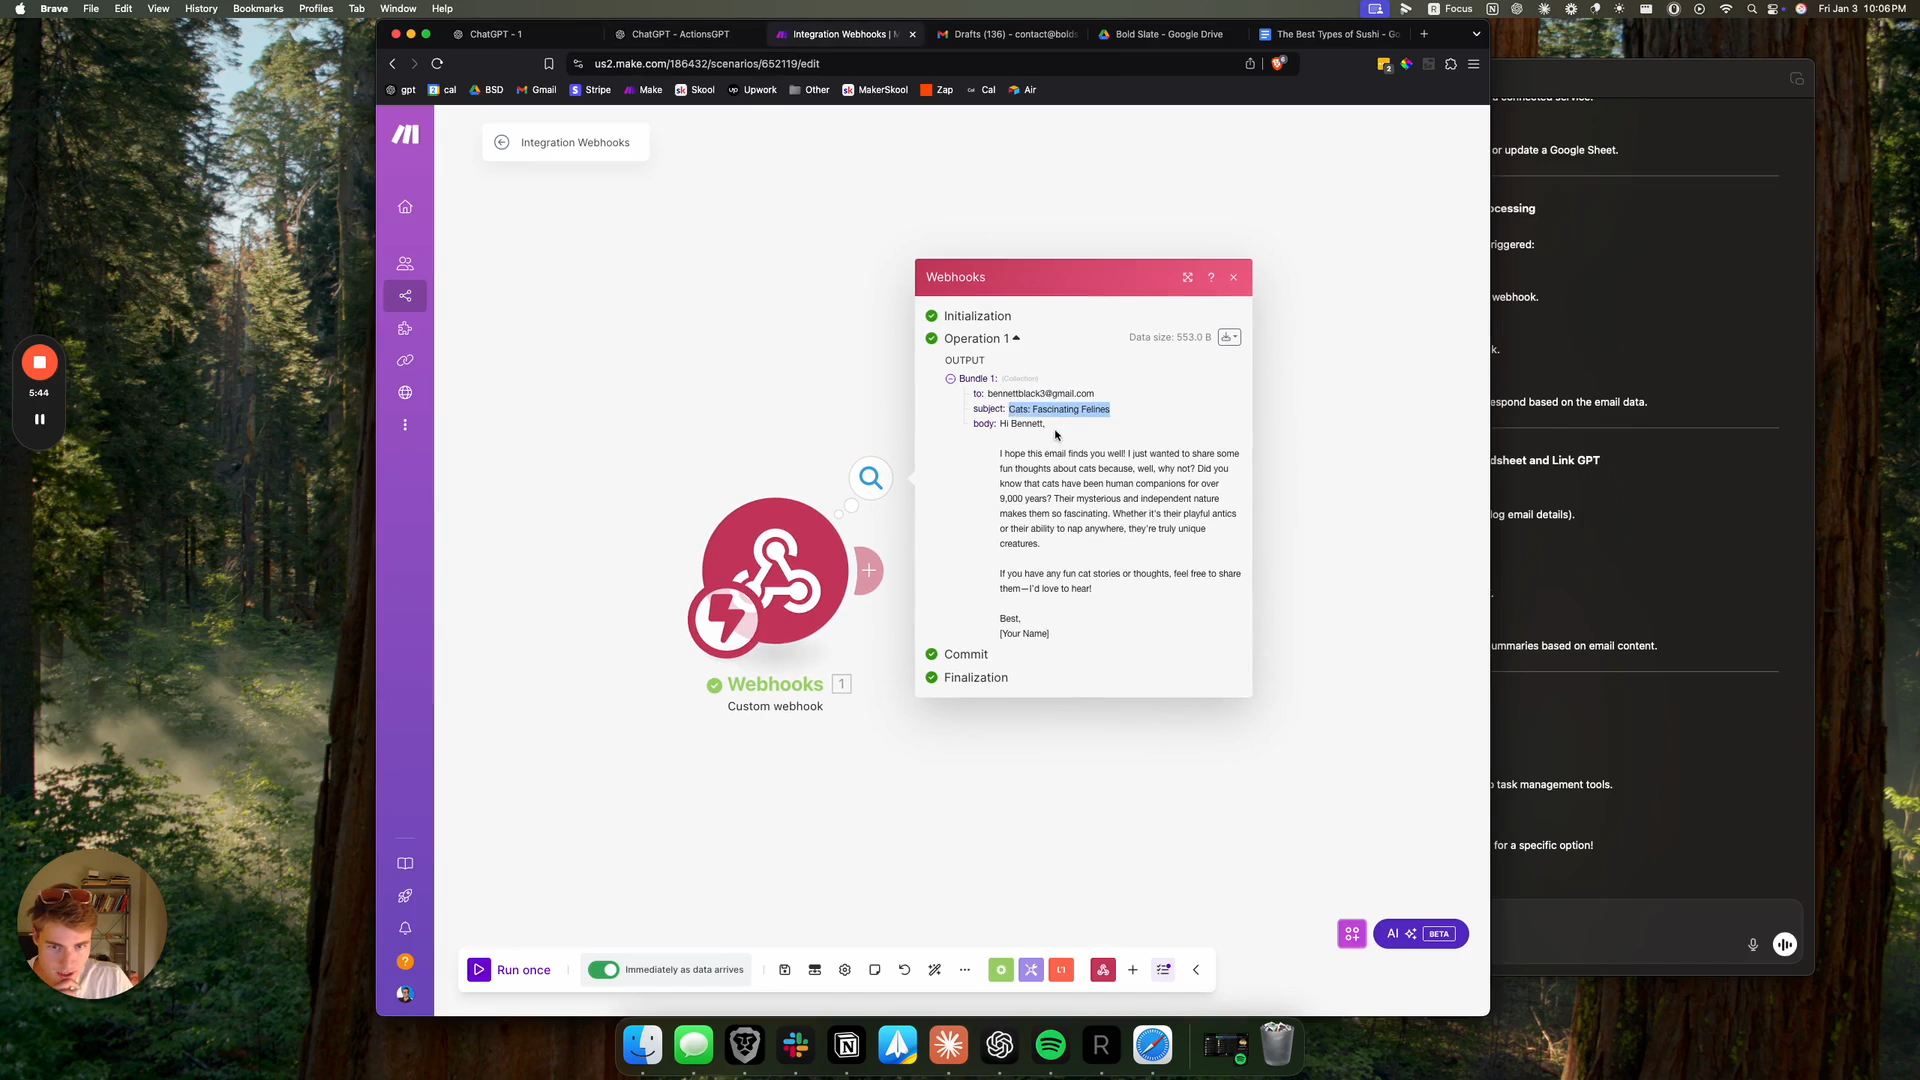 Brave File Edit View History Bookmarks Profiles Tab Window Help
Focus
Fri Jan 3 10:06 PM
ChatGPT - 1
ChatGPT - ActionsGPT
Integration Webhooks | M
Drafts (136) - contact@bolds
Bold Slate - Google Drive
The Best Types of Sushi - Go
us2.make.com/186432/scenarios/652119/edit
gpt cal BSD Gmail Stripe Make Skool Upwork Other MakerSkool Zap Cal Air
Integration Webhooks
or update a Google Sheet.
ocessing
riggered:
webhook.
k.
espond based on the email data.
dsheet and Link GPT
log email details).
ummaries based on email content.
o task management tools.
for a specific option!
5:44
Webhooks
Initialization
Operation 1
Data size: 553.0 B
OUTPUT
Bundle 1: (Collection)
to: bennettblack3@gmail.com
subject: Cats: Fascinating Felines
body: Hi Bennett,
I hope this email finds you well! I just wanted to share some
fun thoughts about cats because, well, why not? Did you
know that cats have been human companions for over
9,000 years? Their mysterious and independent nature
makes them so fascinating. Whether it's their playful antics
or their ability to nap anywhere, they're truly unique
creatures.
If you have any fun cat stories or thoughts, feel free to share
them—I'd love to hear!
Best,
[Your Name]
Commit
Finalization
Webhooks 1
Custom webhook
AI BETA
Run once
Immediately as data arrives